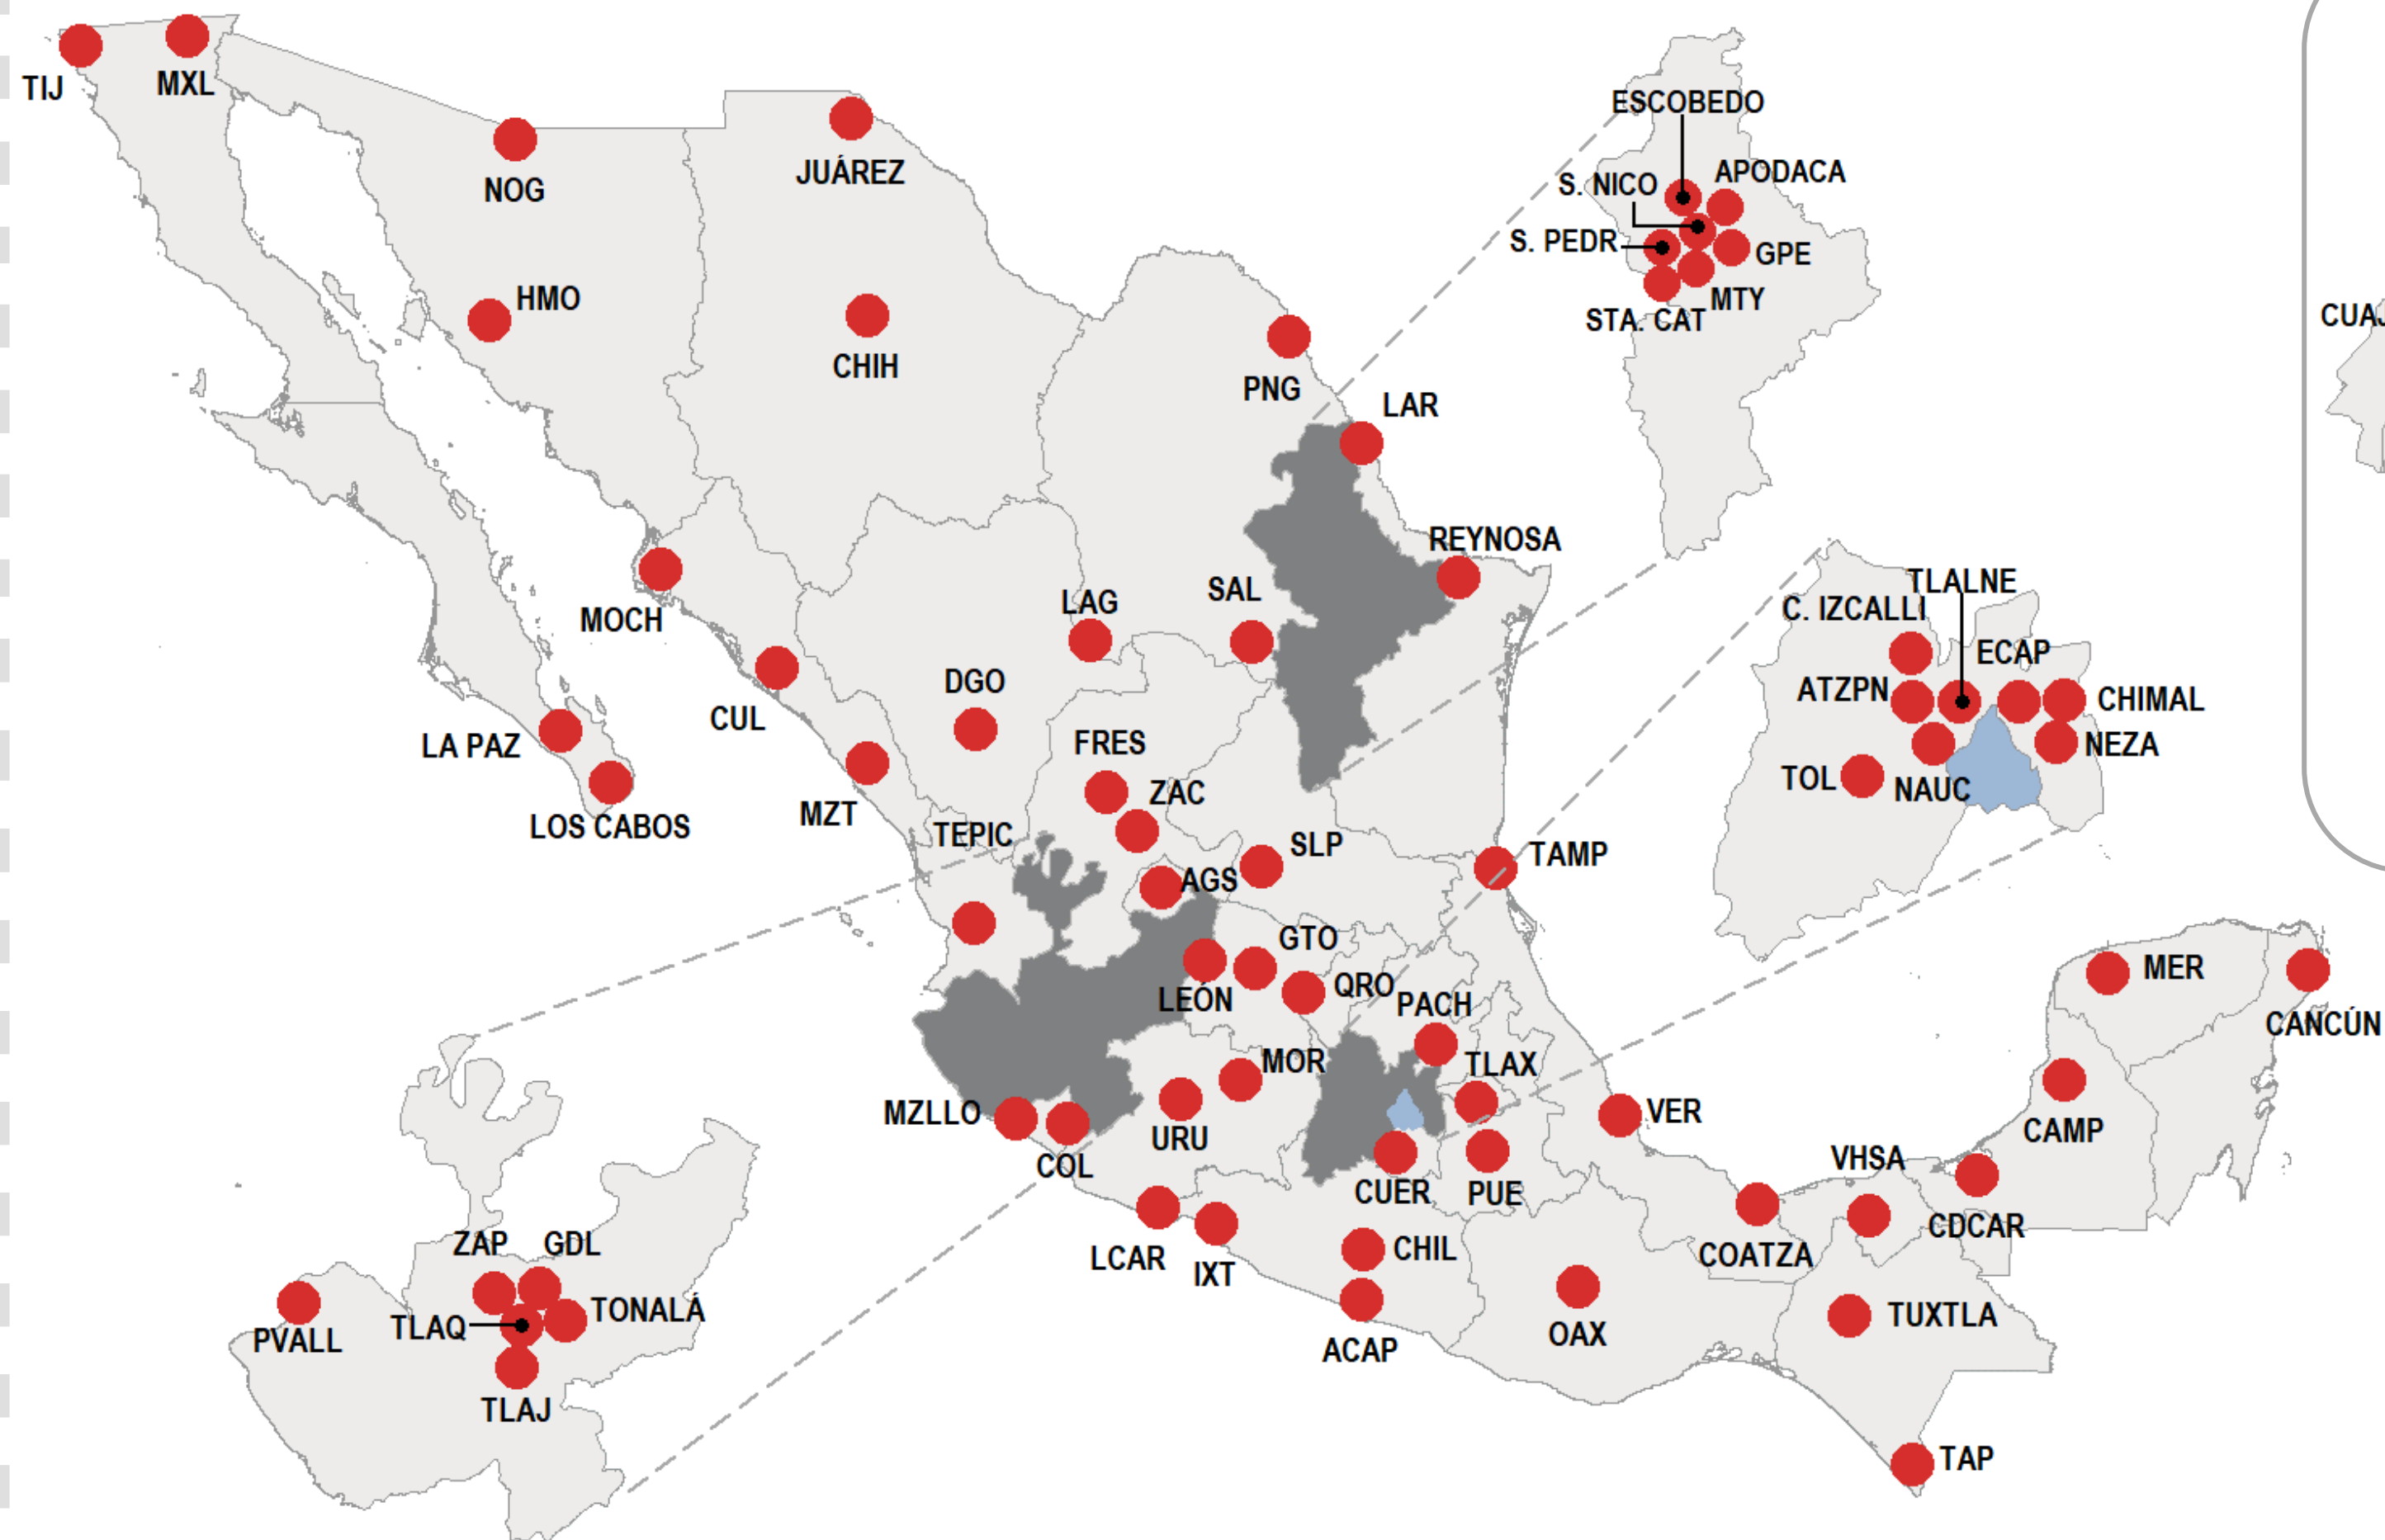 TIJ
MXL
NOG
JUÁREZ
HMO
CHIH
PNG
LAR
ESCOBEDO
APODACA
S. NICO
S. PEDR
GPE
MTY
STA. CAT
CUAJ
REYNOSA
SAL
LAG
MOCH
DGO
CUL
LA PAZ
LOS CABOS
MZT
FRES
ZAC
TEPIC
SLP
AGS
TAMP
TLALNE
C. IZCALLI
ECAP
ATZPN
CHIMAL
NEZA
TOL
NAUC
GTO
LEÓN
QRO
PACH
MER
CANCÚN
MOR
TLAX
MZLLO
URU
COL
VER
CAMP
CUER
PUE
VHSA
CDCAR
COATZA
LCAR
IXT
CHIL
ACAP
OAX
TUXTLA
TAP
ZAP
GDL
TONALÁ
TLAQ
PVALL
TLAJ